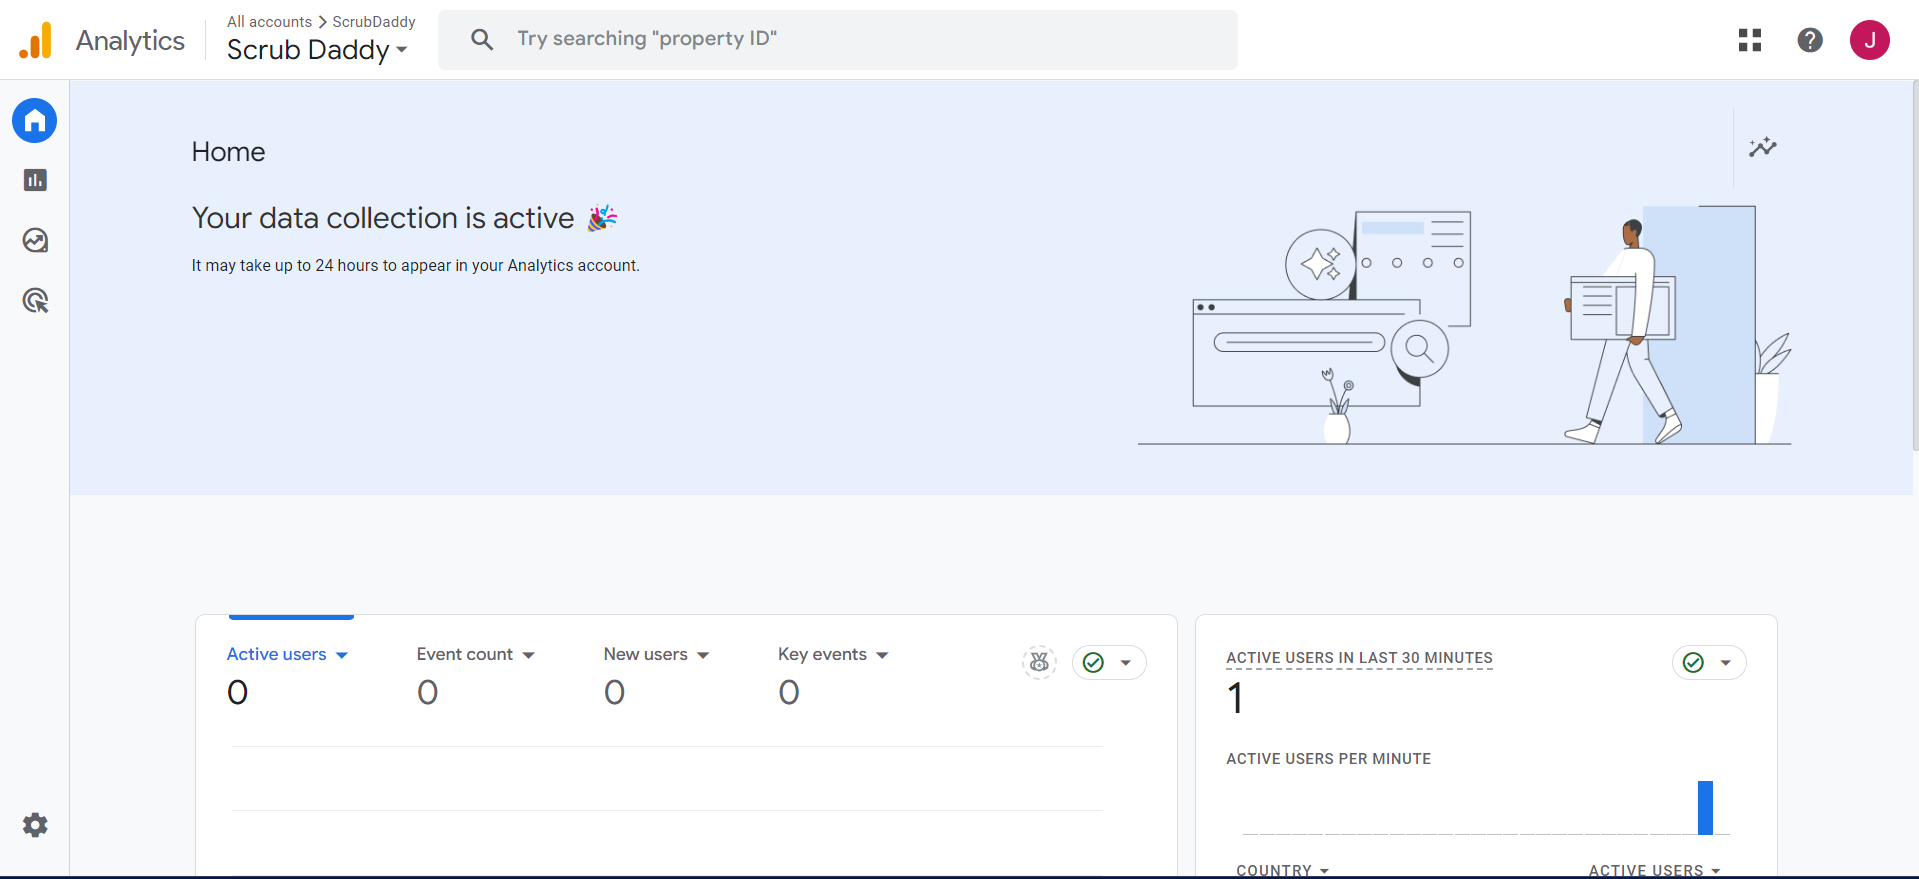 Analytics
All accounts > ScrubDaddy
Scrub Daddy
Try searching "property ID"
J
Home
Your data collection is active 🎉
It may take up to 24 hours to appear in your Analytics account.
Active users
0
Event count
0
New users
0
Key events
0
ACTIVE USERS IN LAST 30 MINUTES
1
ACTIVE USERS PER MINUTE
COUNTRY
ACTIVE USERS